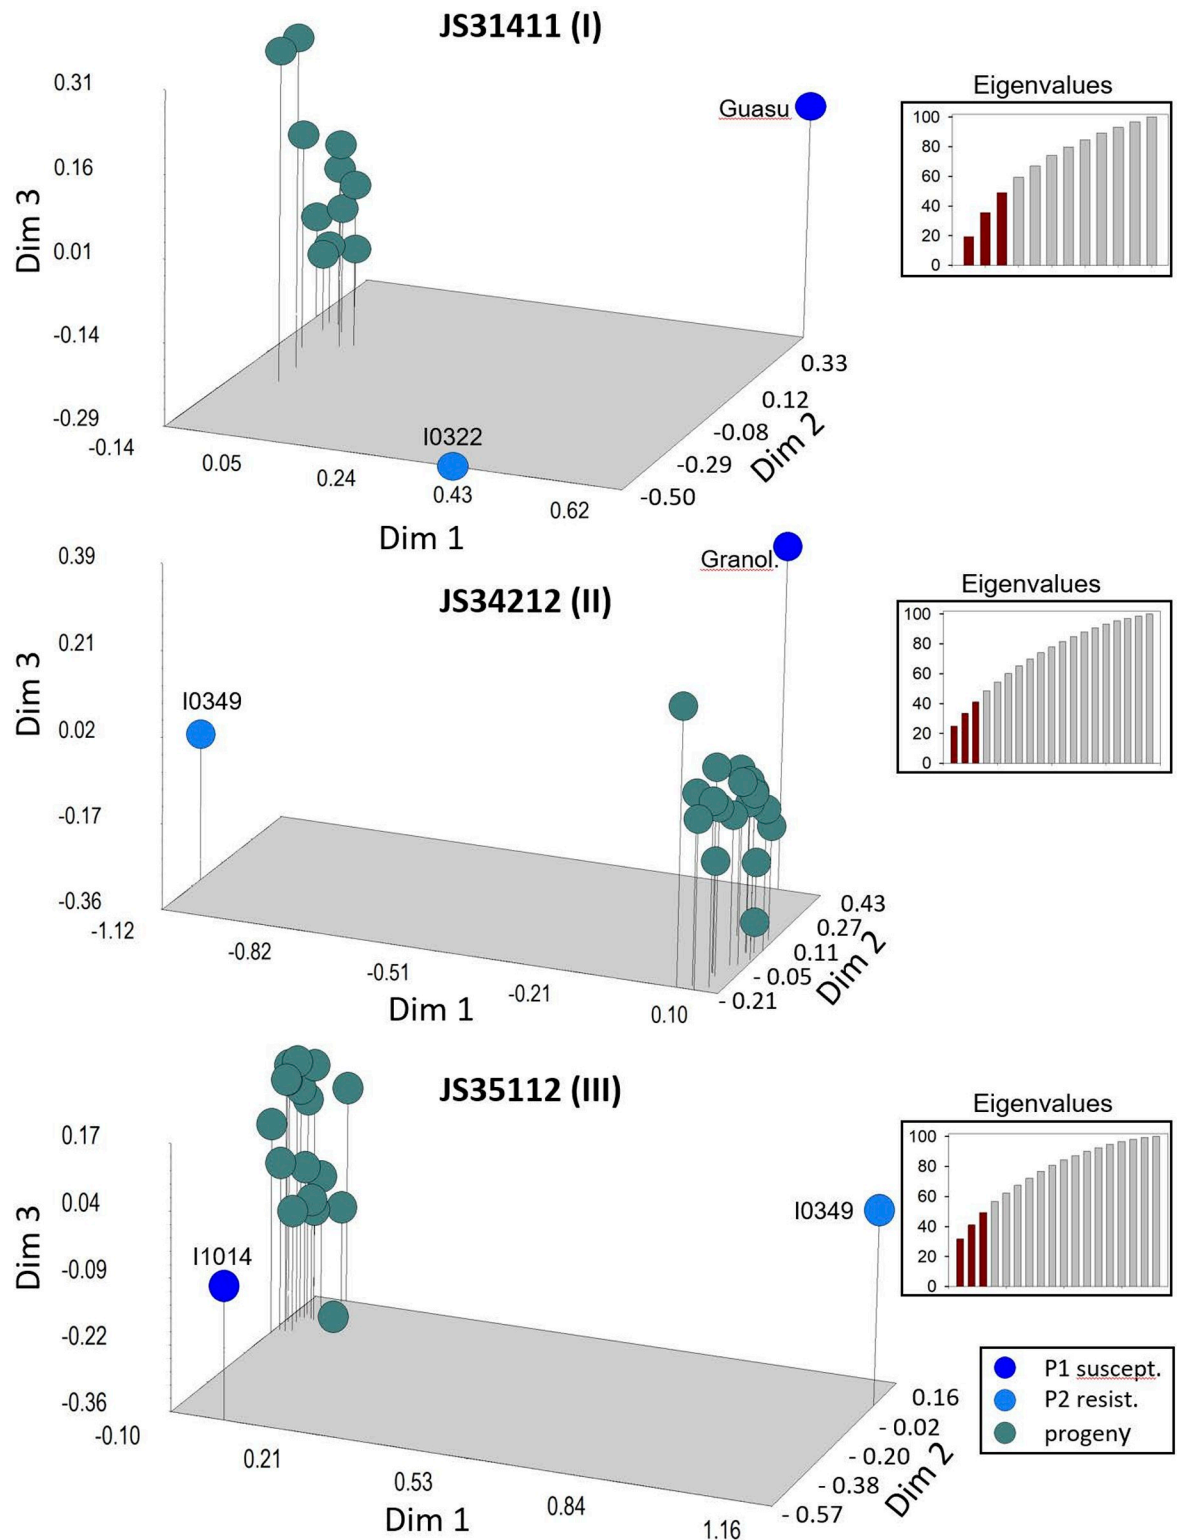 JS31411 (I)
0.31
0.16
0.01
-0.14
-0.29
Dim 3
Guasu
I0322
-0.14
0.05
0.24
0.43
0.62
Dim 1
0.33
0.12
-0.08
-0.29
-0.50
Dim 2
Eigenvalues
100
80
60
40
20
0
JS34212 (II)
0.39
0.21
0.02
-0.17
-0.36
Dim 3
Granol.
I0349
-1.12
-0.82
-0.51
-0.21
0.10
Dim 1
0.43
0.27
0.11
- 0.05
- 0.21
Dim 2
Eigenvalues
100
80
60
40
20
0
JS35112 (III)
0.17
0.04
-0.09
-0.22
-0.36
Dim 3
I1014
I0349
-0.10
0.21
0.53
0.84
1.16
Dim 1
0.16
- 0.02
- 0.20
- 0.38
- 0.57
Dim 2
Eigenvalues
100
80
60
40
20
0
P1 suscept.
P2 resist.
progeny